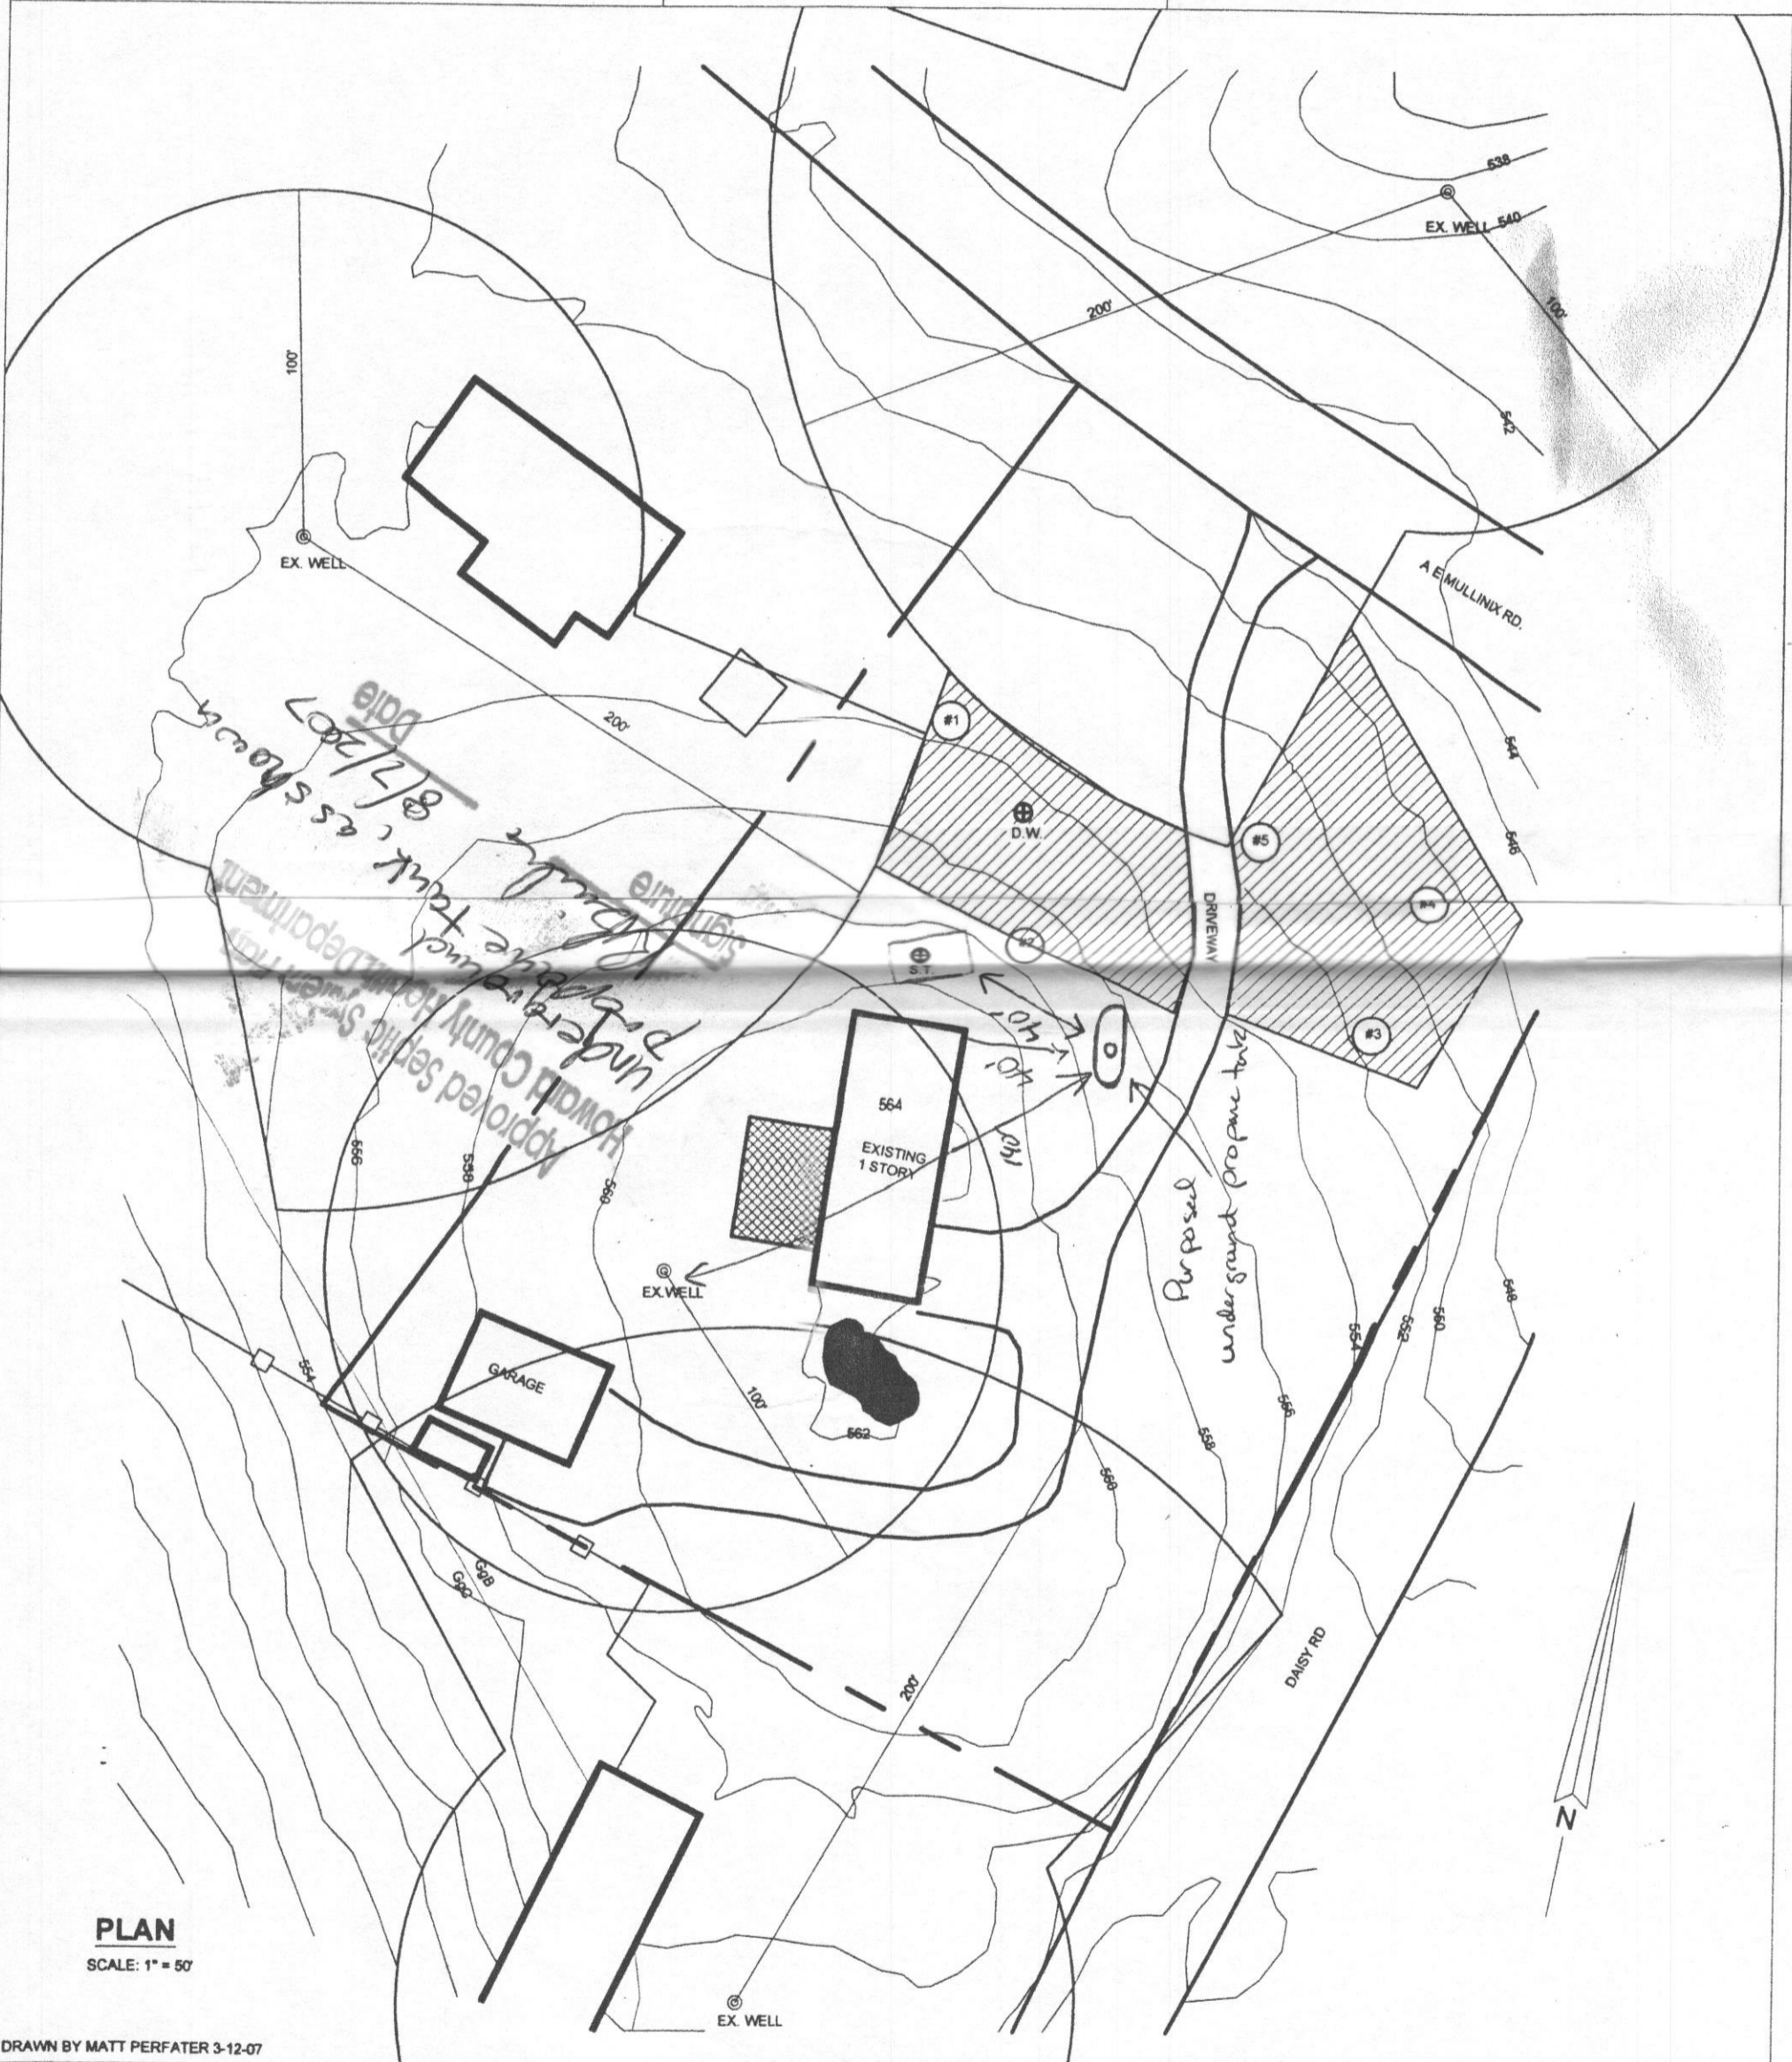 538
EX. WELL 540
200'
100'
100'
542
EX. WELL
A E MULLINIX RD.
200'
#1
544
D.W.
#5
546
#4
DRIVEWAY
#2
S.T.
#3
Approved Septic System Plan
Howard County Health Department
underground
propane tank, as shown
Signature
8/7/2007
Date
40'
40'
140'
564
EXISTING
1 STORY
Purposed
underground propane tank
556
558
560
EX.WELL
GARAGE
554
100'
562
548
550
552
554
556
558
560
GgB
GgC
200'
DAISY RD
N
PLAN
SCALE: 1" = 50'
EX. WELL
DRAWN BY MATT PERFATER 3-12-07